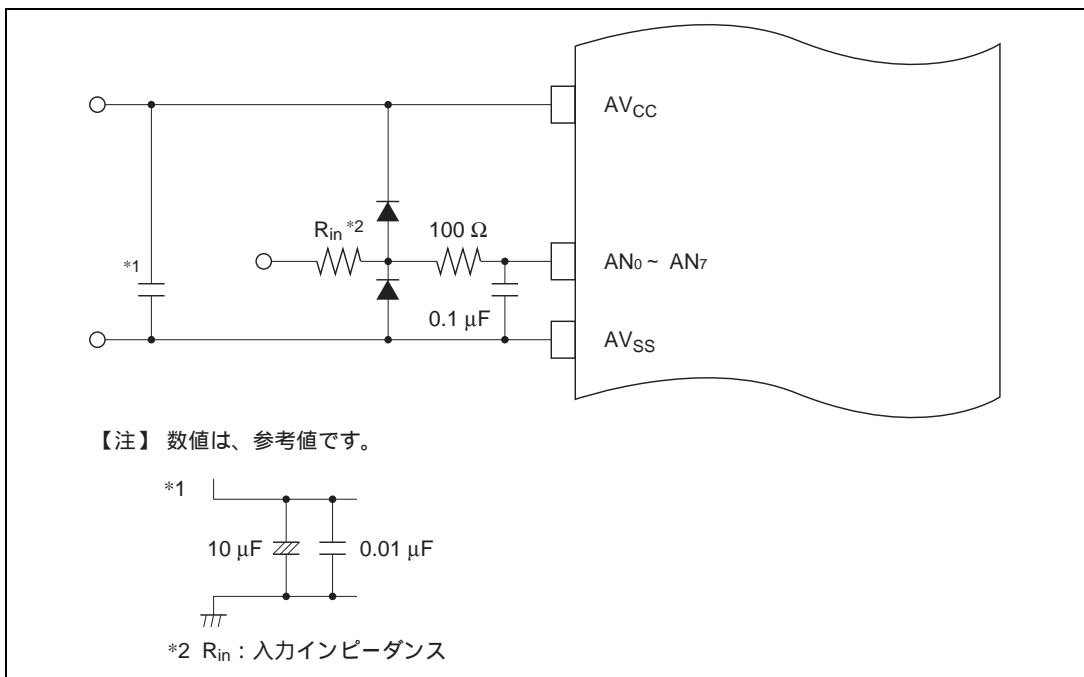 AVCC
Rin *2
100 Ω
*1
AN0 ~ AN7
0.1 μF
AVSS
【注】 数値は、参考値です。
*1
10 μF
0.01 μF
*2 Rin : 入力インピーダンス